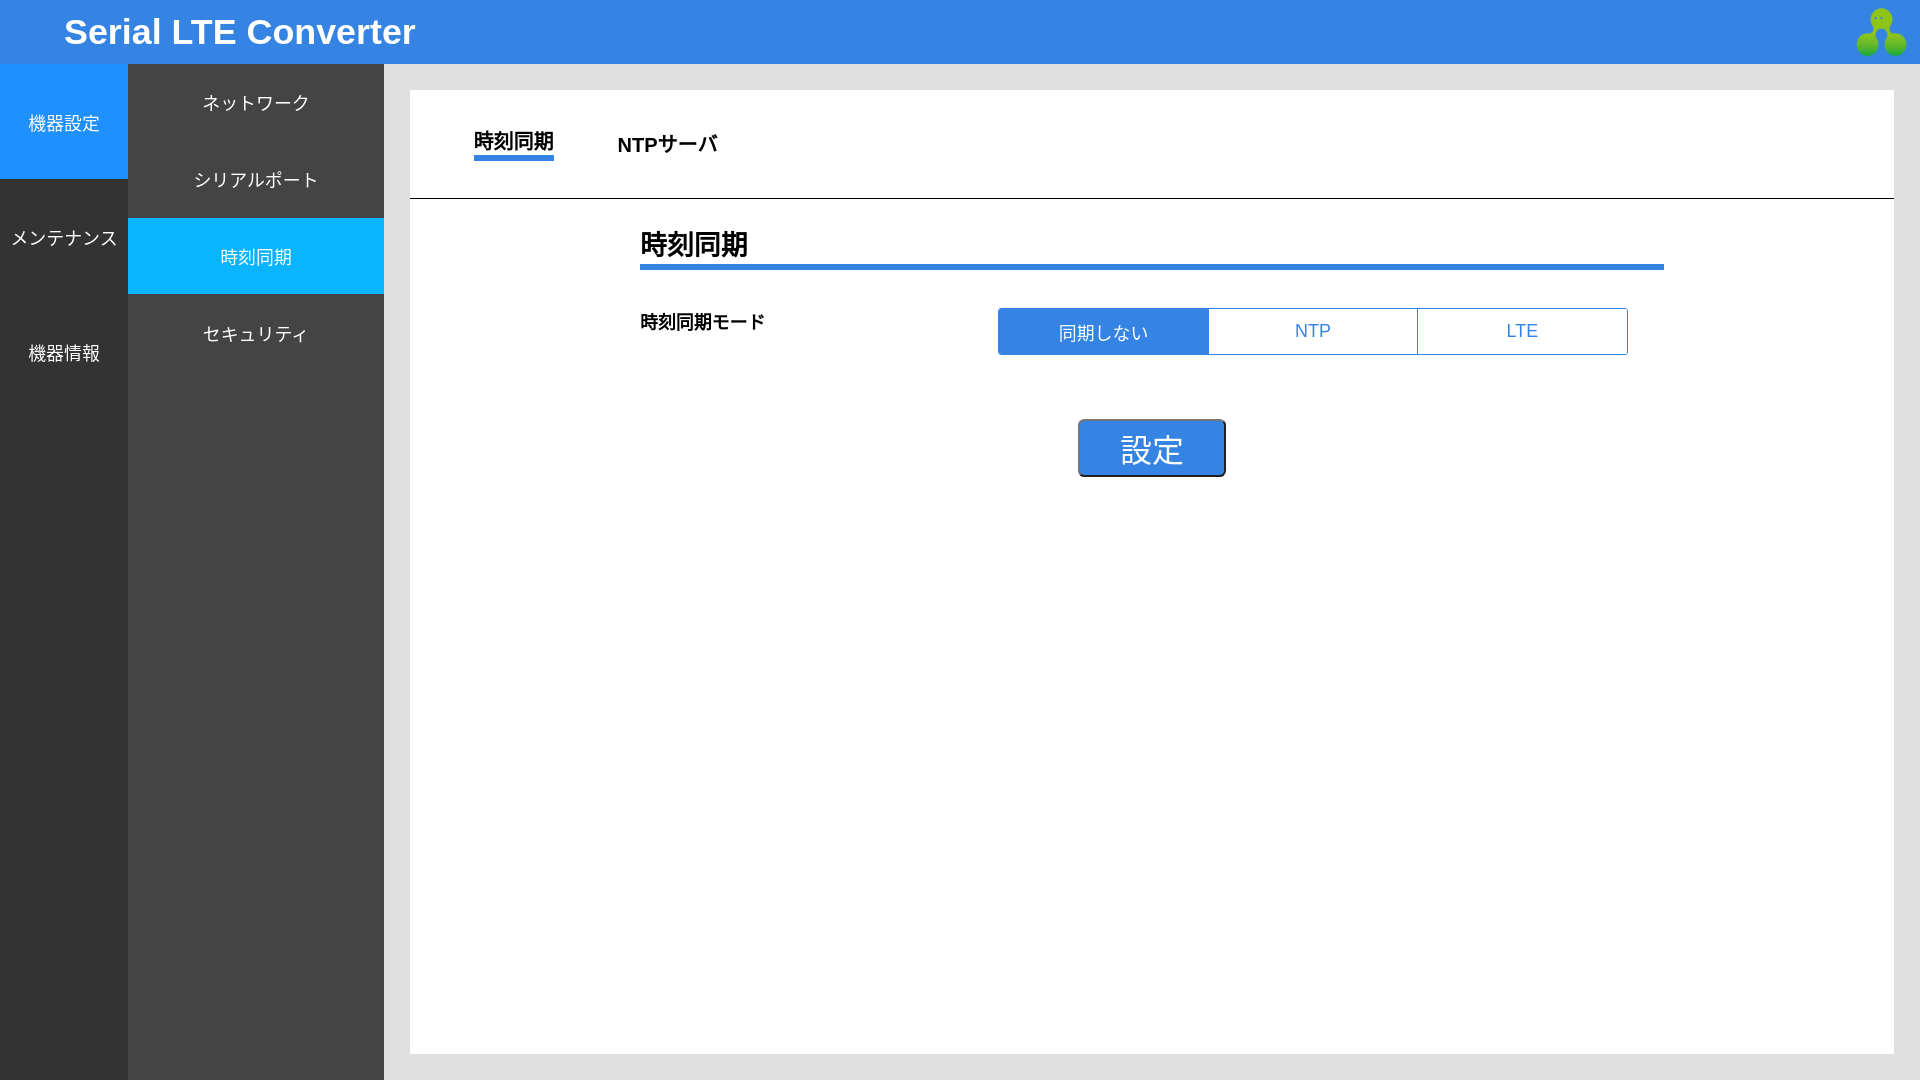 Serial LTE Converter
機器設定
メンテナンス
機器情報
ネットワーク
シリアルポート
時刻同期
セキュリティ
時刻同期 NTPサーバ
時刻同期
時刻同期モード 同期しない NTP LTE
設定